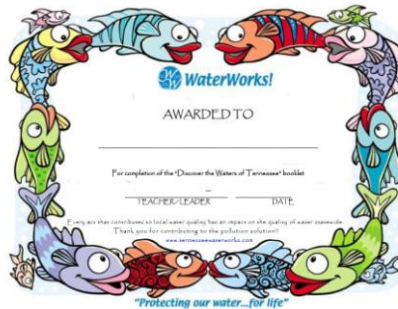 WaterWorks!
AWARDED TO
For completion of the "Discover the Waters of Tennessee" booklet
TEACHER/LEADER DATE
Every act that contributes to local water quality has an impact on the quality of water statewide.
Thank you for contributing to the pollution solution!
www.tennesseewaterworks.com
"Protecting our water...for life"